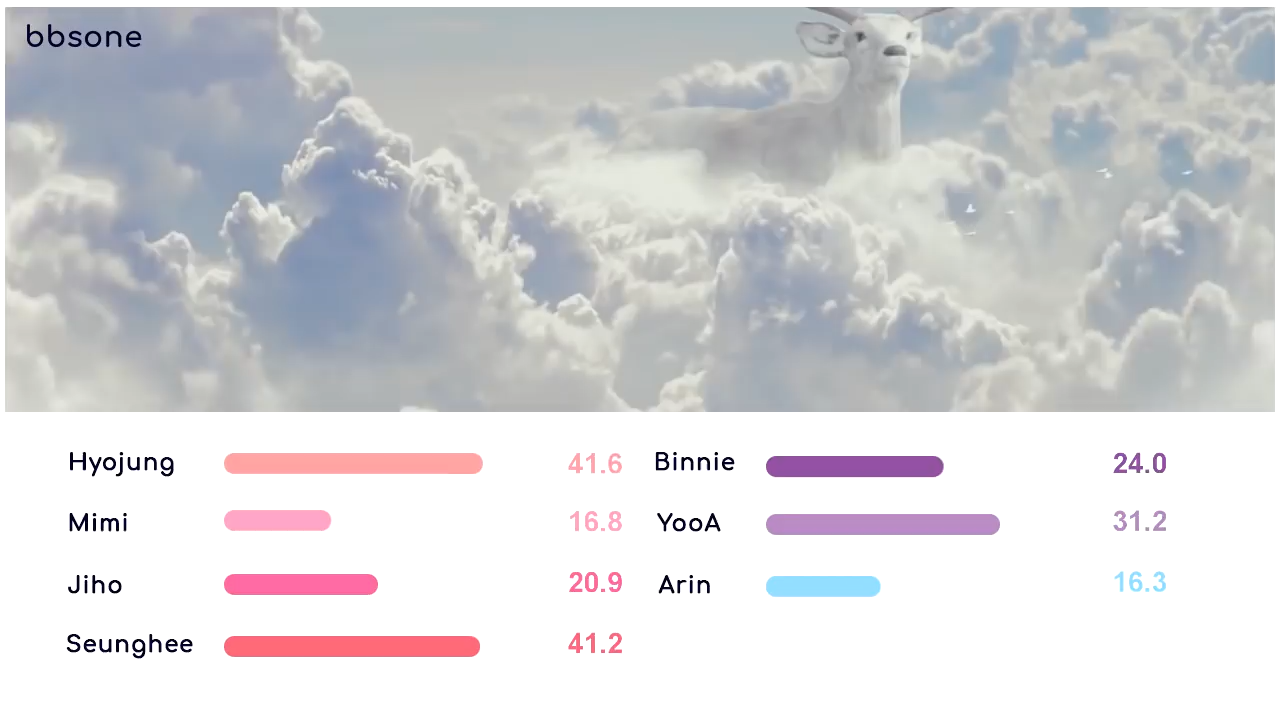 bbsone
Hyojung 41.6
Mimi 16.8
Jiho 20.9
Seunghee 41.2
Binnie 24.0
YooA 31.2
Arin 16.3